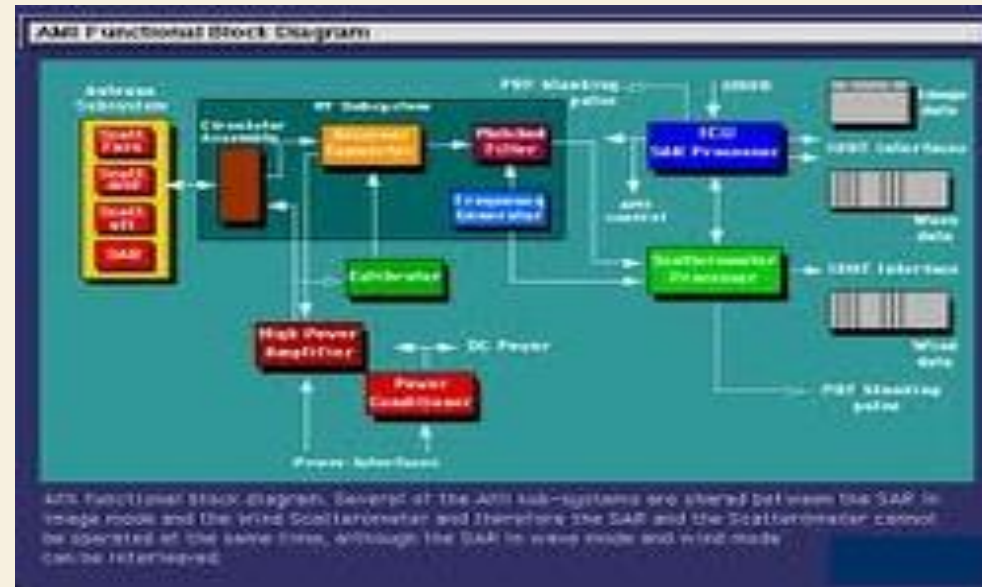 AMI Functional Block Diagram
Antenna
Subsystem
Scatt
Fore
Scatt
Mid
Scatt
Aft
SAR
Circulator
Assembly
RF Subsystem
Receiver
Matched
Filter
Frequency
Generator
Calibrator
High Power
Amplifier
Power
Conditioner
DC Power
Power Interfaces
PRF Blanking
pulse
ICU
SAR Processor
AMI
control
Scatterometer
Processor
Image
data
IDHT Interfaces
Wave
data
IDHT Interface
Wind
data
PRF Blanking
pulse
AMI functional block diagram. Several of the AMI sub-systems are shared between the SAR in
image mode and the wind Scatterometer and therefore the SAR and the Scatterometer cannot
be operated at the same time, although the SAR in wave mode and wind mode
can be interleaved.